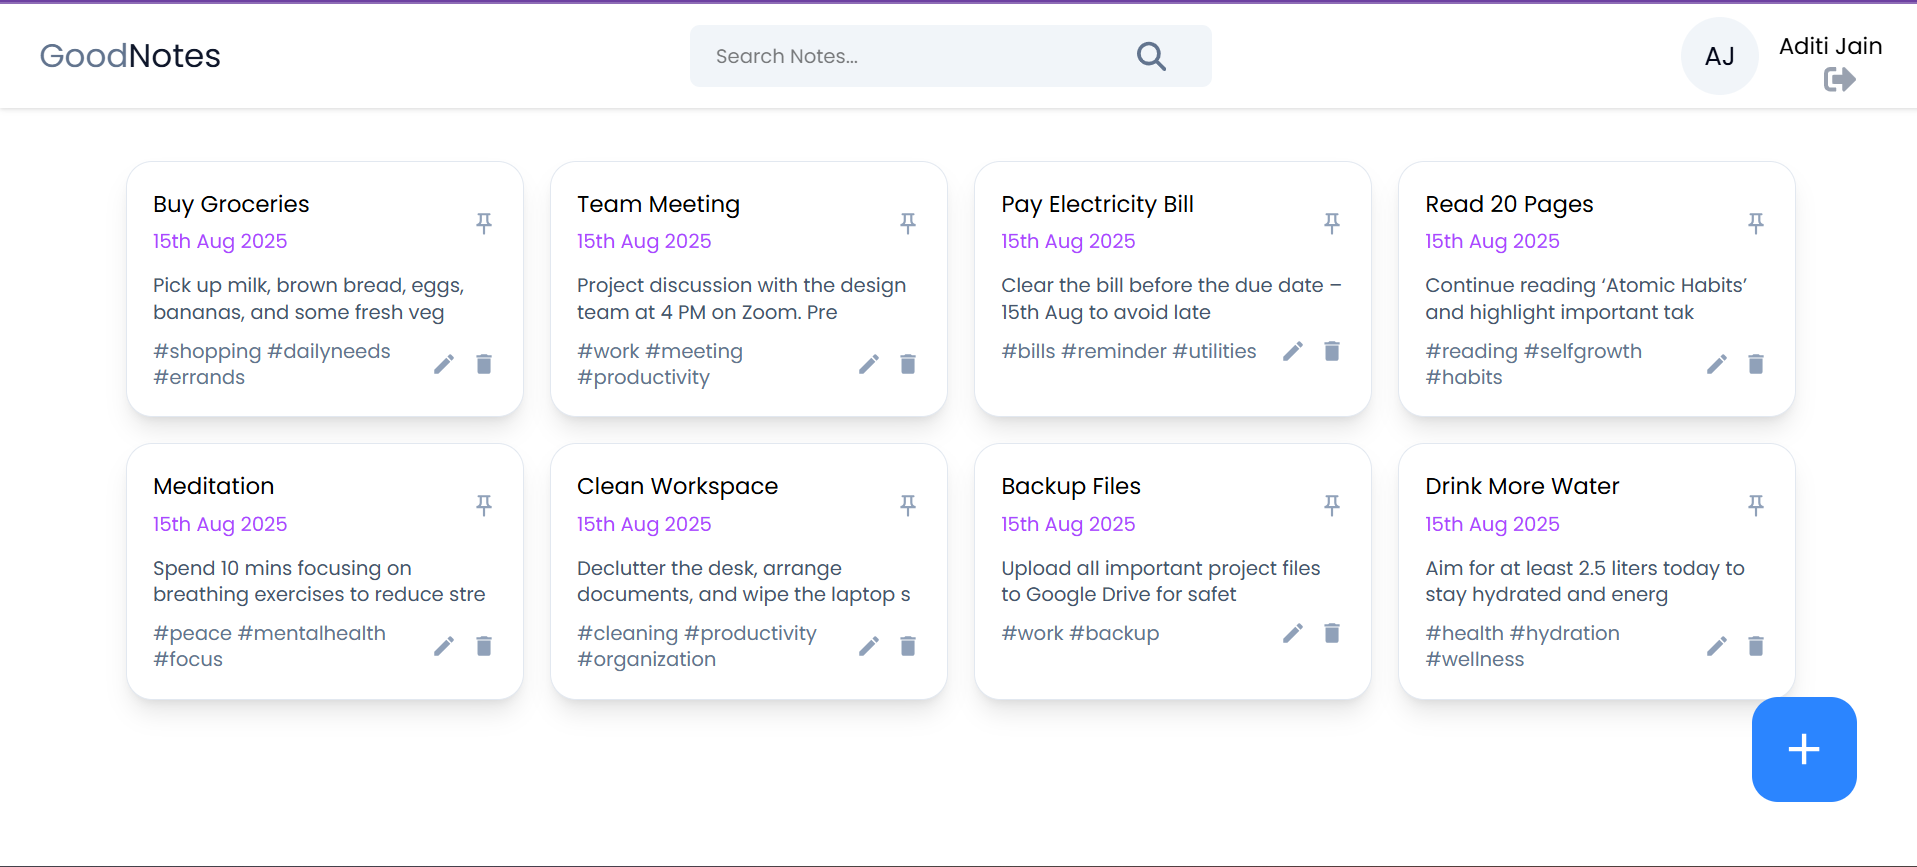 GoodNotes
Search Notes...
AJ
Aditi Jain
Buy Groceries
15th Aug 2025
Pick up milk, brown bread, eggs,
bananas, and some fresh veg
#shopping #dailyneeds
#errands
Team Meeting
15th Aug 2025
Project discussion with the design
team at 4 PM on Zoom. Pre
#work #meeting
#productivity
Pay Electricity Bill
15th Aug 2025
Clear the bill before the due date –
15th Aug to avoid late
#bills #reminder #utilities
Read 20 Pages
15th Aug 2025
Continue reading ‘Atomic Habits’
and highlight important tak
#reading #selfgrowth
#habits
Meditation
15th Aug 2025
Spend 10 mins focusing on
breathing exercises to reduce stre
#peace #mentalhealth
#focus
Clean Workspace
15th Aug 2025
Declutter the desk, arrange
documents, and wipe the laptop s
#cleaning #productivity
#organization
Backup Files
15th Aug 2025
Upload all important project files
to Google Drive for safet
#work #backup
Drink More Water
15th Aug 2025
Aim for at least 2.5 liters today to
stay hydrated and energ
#health #hydration
#wellness